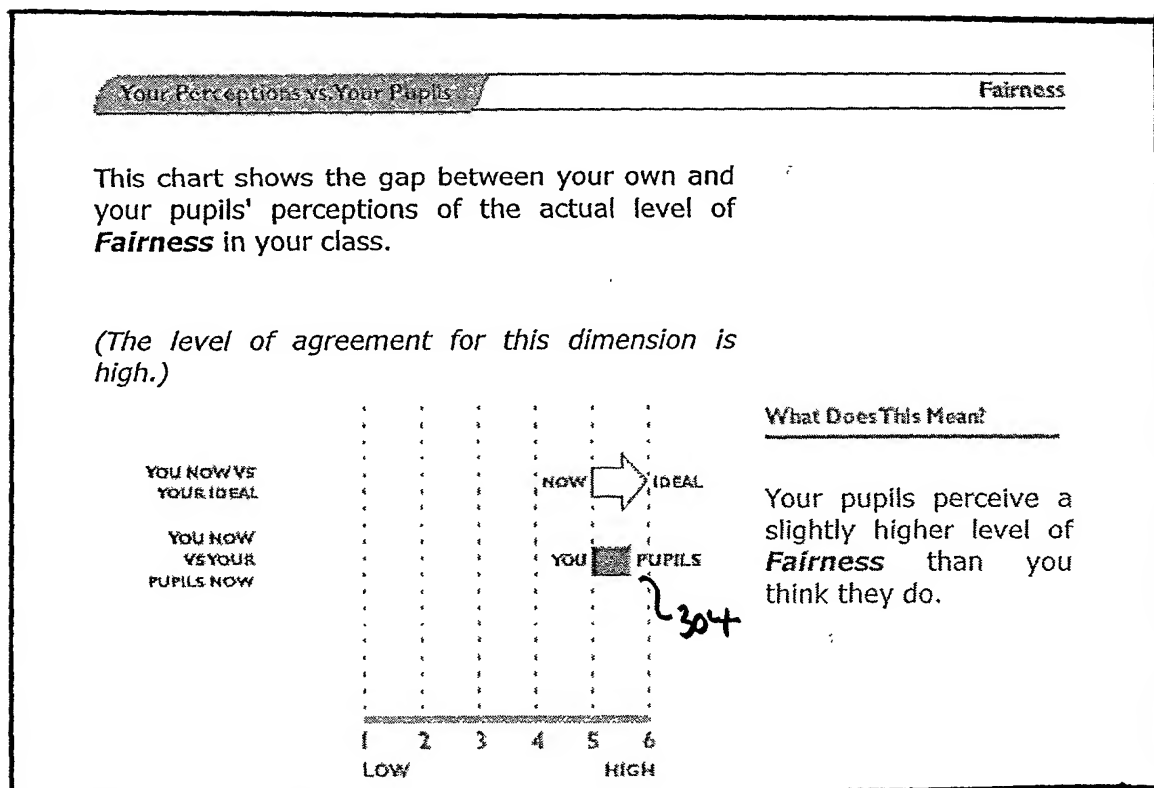 Your Perceptions vs. Your Pupils
Fairness
This chart shows the gap between your own and
your pupils' perceptions of the actual level of
Fairness in your class.
(The level of agreement for this dimension is
high.)
What Does This Mean?
YOU NOW VS
YOUR IDEAL
NOW
IDEAL
YOU NOW
VS YOUR
PUPILS NOW
YOU
PUPILS
304
Your pupils perceive a
slightly higher level of
Fairness than you
think they do.
1 2 3 4 5 6
LOW
HIGH